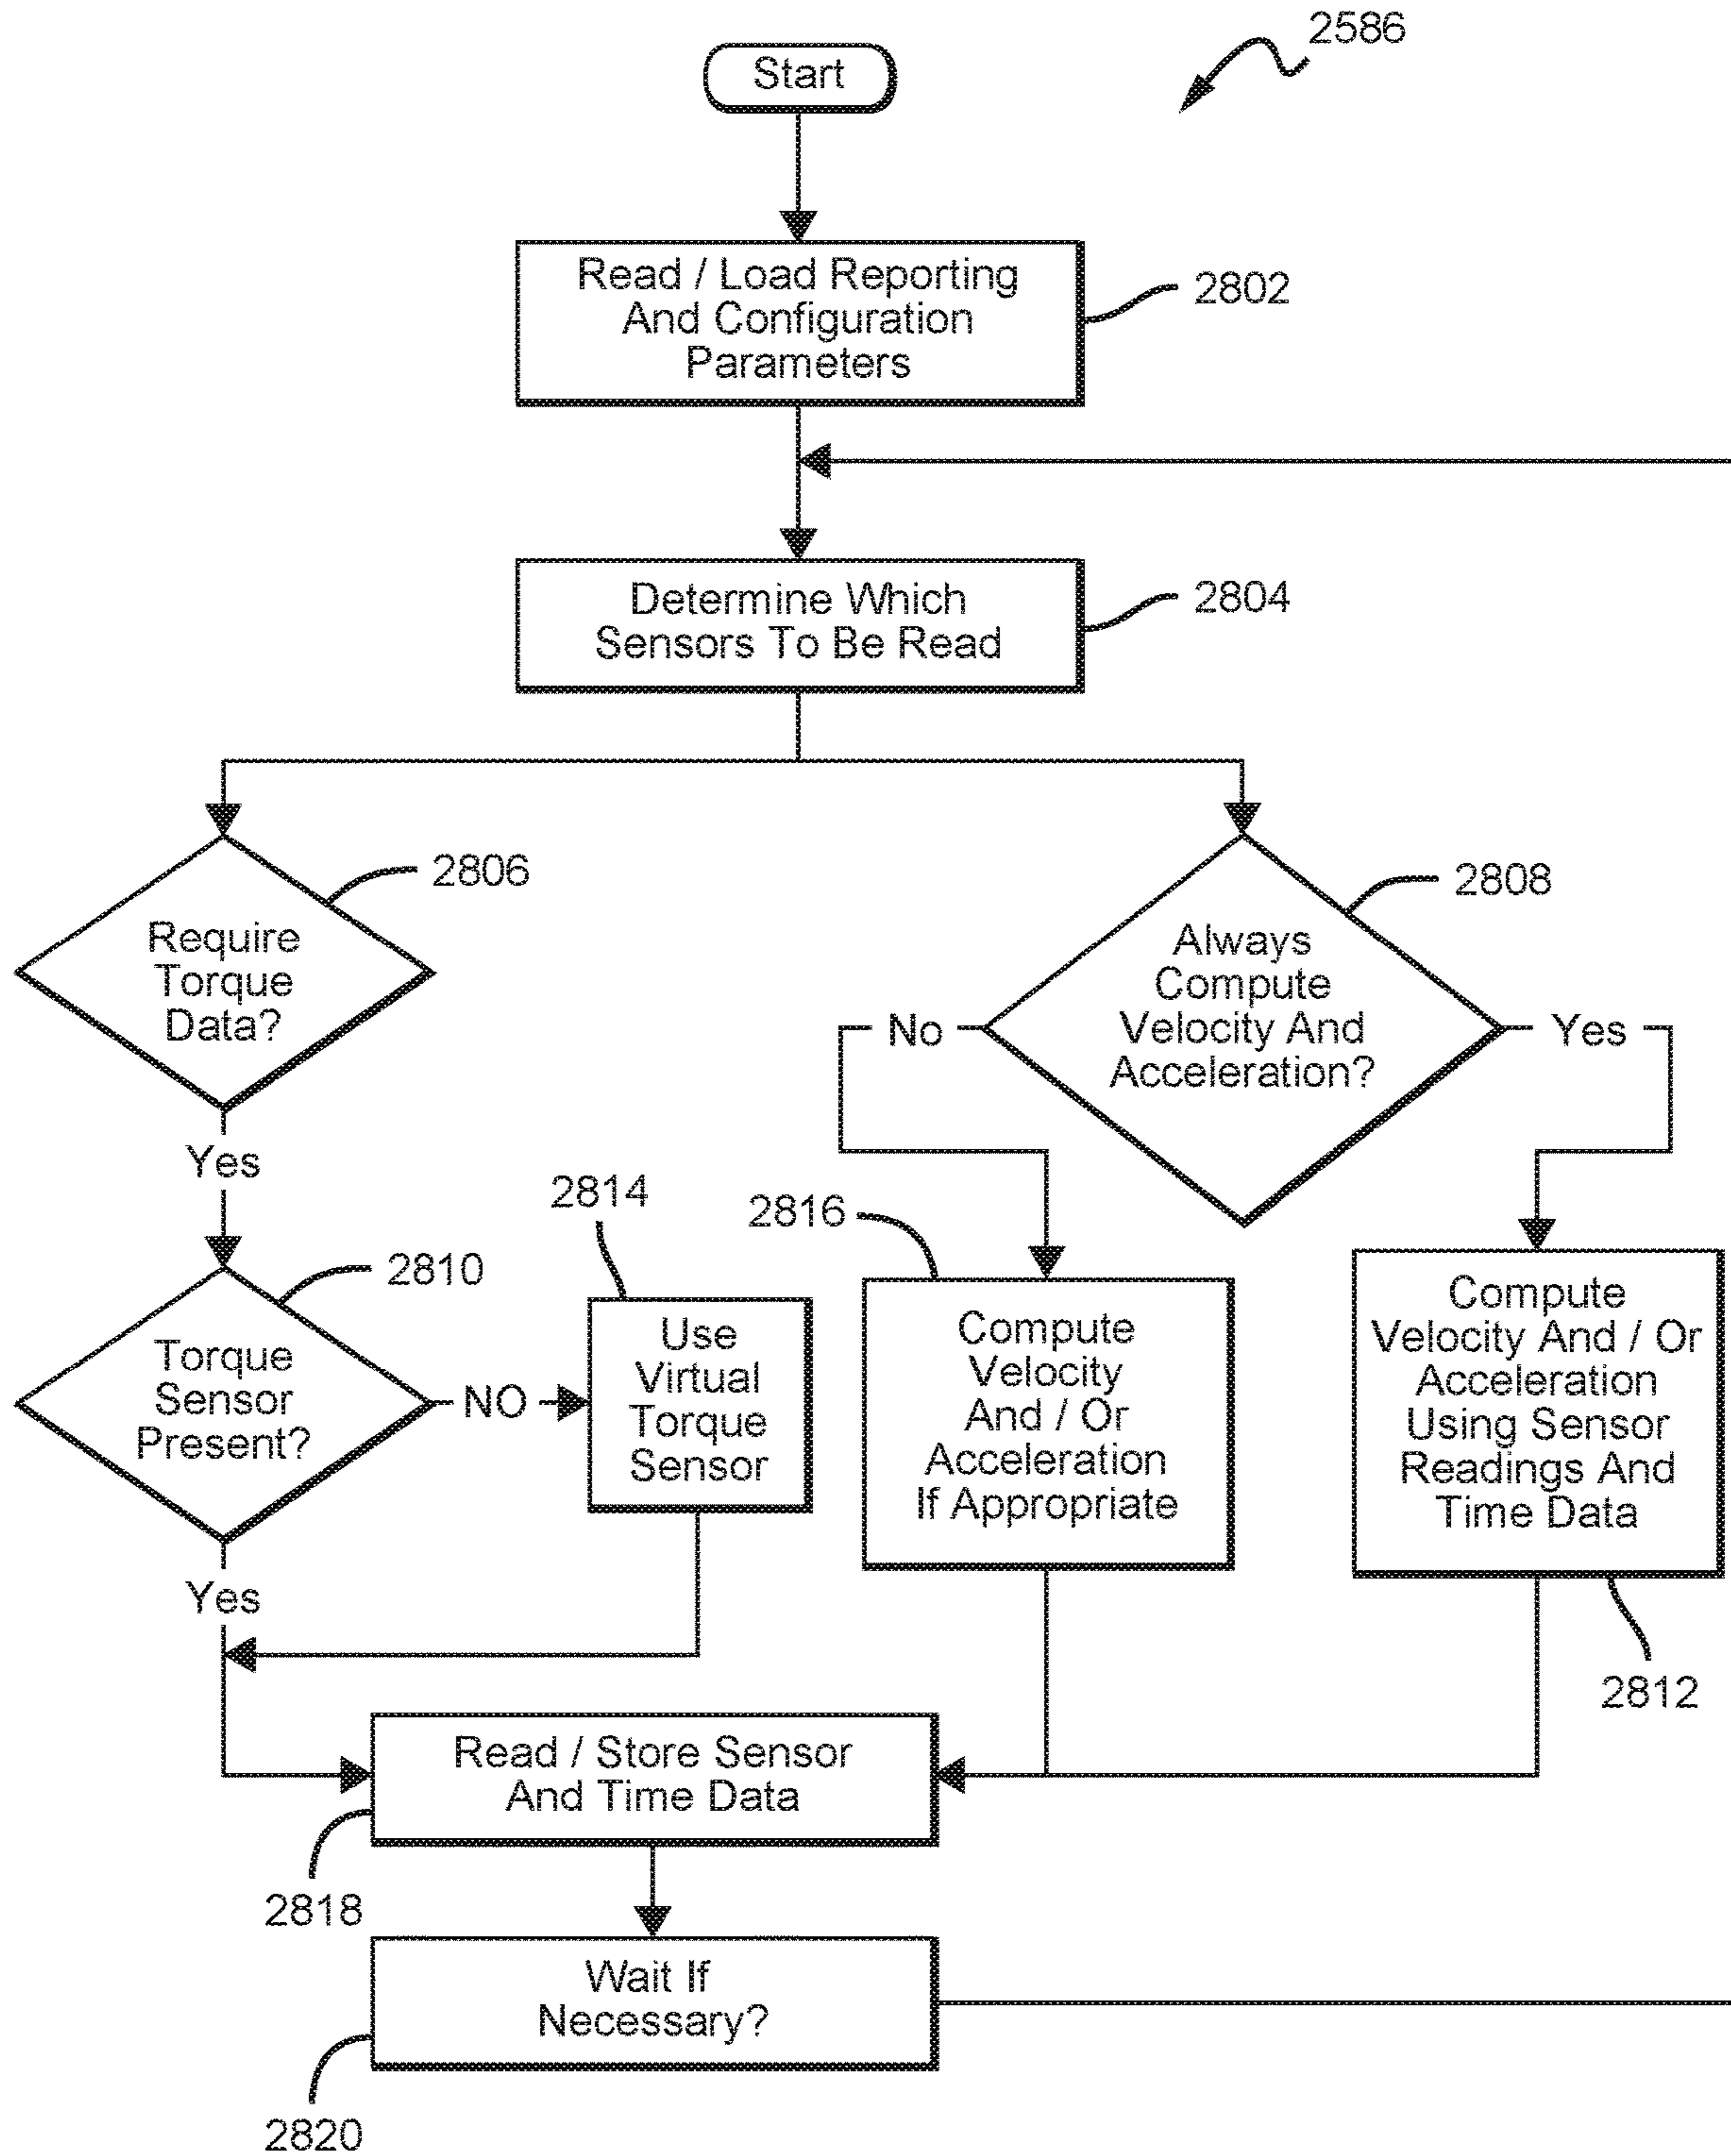 2586
Start
Read / Load Reporting
And Configuration
Parameters
2802
Determine Which
Sensors To Be Read
2804
Require
Torque
Data?
2806
Always
Compute
Velocity And
Acceleration?
2808
No
Yes
Yes
Torque
Sensor
Present?
2810
NO
2814
Use
Virtual
Torque
Sensor
2816
Compute
Velocity
And / Or
Acceleration
If Appropriate
Compute
Velocity And / Or
Acceleration
Using Sensor
Readings And
Time Data
2812
Yes
Read / Store Sensor
And Time Data
2818
Wait If
Necessary?
2820